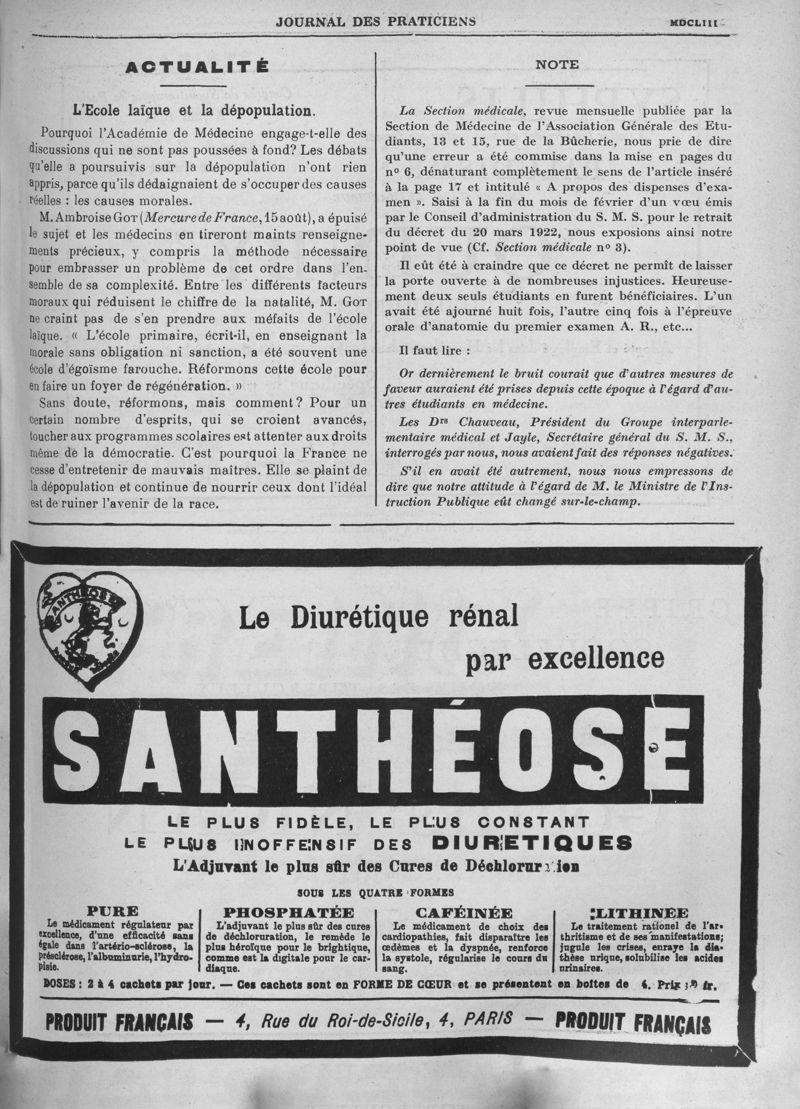 JOURNAL DES PRATICIENS
MDCLIII
ACTUALITÉ
L'Ecole laïque et la dépopulation.
Pourquoi l'Académie de Médecine engage-t-elle des
discussions qui ne sont pas poussées à fond? Les débats
qu'elle a poursuivis sur la dépopulation n'ont rien
appris, parce qu'ils dédaignaient de s'occuper des causes
réelles : les causes morales.
M. Ambroise GOT (Mercure de France, 15 août), a épuisé
le sujet et les médecins en tireront maints renseigne-
ments précieux, y compris la méthode nécessaire
pour embrasser un problème de cet ordre dans l'en-
semble de sa complexité. Entre les différents facteurs
moraux qui réduisent le chiffre de la natalité, M. GOT
ne craint pas de s'en prendre aux méfaits de l'école
laïque. « L'école primaire, écrit-il, en enseignant la
morale sans obligation ni sanction, a été souvent une
école d'égoïsme farouche. Réformons cette école pour
en faire un foyer de régénération. »
Sans doute, réformons, mais comment? Pour un
certain nombre d'esprits, qui se croient avancés,
toucher aux programmes scolaires est attenter aux droits
même de la démocratie. C'est pourquoi la France ne
cesse d'entretenir de mauvais maîtres. Elle se plaint de
la dépopulation et continue de nourrir ceux dont l'idéal
est de ruiner l'avenir de la race.
NOTE
La Section médicale, revue mensuelle publiée par la
Section de Médecine de l'Association Générale des Etu-
diants, 13 et 15, rue de la Bûcherie, nous prie de dire
qu'une erreur a été commise dans la mise en pages du
n° 6, dénaturant complètement le sens de l'article inséré
à la page 17 et intitulé « A propos des dispenses d'exa-
men ». Saisi à la fin du mois de février d'un vœu émis
par le Conseil d'administration du S. M. S. pour le retrait
du décret du 20 mars 1922, nous exposions ainsi notre
point de vue (Cf. Section médicale n° 3).
Il eût été à craindre que ce décret ne permît de laisser
la porte ouverte à de nombreuses injustices. Heureuse-
ment deux seuls étudiants en furent bénéficiaires. L'un
avait été ajourné huit fois, l'autre cinq fois à l'épreuve
orale d'anatomie du premier examen A. R., etc...
Il faut lire :
Or dernièrement le bruit courait que d'autres mesures de
faveur auraient été prises depuis cette époque à l'égard d'au-
tres étudiants en médecine.
Les Drs Chauveau, Président du Groupe interparle-
mentaire médical et Jayle, Secrétaire général du S. M. S.,
interrogés par nous, nous avaient fait des réponses négatives.
S'il en avait été autrement, nous nous empressons de
dire que notre attitude à l'égard de M. le Ministre de l'Ins-
truction Publique eût changé sur-le-champ.
SANTHÉOSE
Le Diurétique rénal
par excellence
SANTHÉOSE
LE PLUS FIDÈLE, LE PLUS CONSTANT
LE PLUS INOFFENSIF DES DIURETIQUES
L'Adjuvant le plus sûr des Cures de Déchloruration
SOUS LES QUATRE FORMES
PURE
Le médicament régulateur par
excellence, d'une efficacité sans
égale dans l'artério-sclérose, la
présclérose, l'albuminurie, l'hydro-
pisie.
PHOSPHATÉE
L'adjuvant le plus sûr des cures
de déchloruration, le remède le
plus héroïque pour le brightique,
comme est la digitale pour le car-
diaque.
CAFÉINÉE
Le médicament de choix des
cardiopathies, fait disparaître les
œdèmes et la dyspnée, renforce
la systole, régularise le cours du
sang.
LITHINÉE
Le traitement rationel de l'ar-
thritisme et de ses manifestations;
jugule les crises, enraye la dia-
thèse urique, solubilise les acides
urinaires.
DOSES : 2 à 4 cachets par jour. — Ces cachets sont en FORME DE CŒUR et se présentent en boîtes de Prix fr.
PRODUIT FRANÇAIS — 4, Rue du Roi-de-Sicile, 4, PARIS — PRODUIT FRANÇAIS